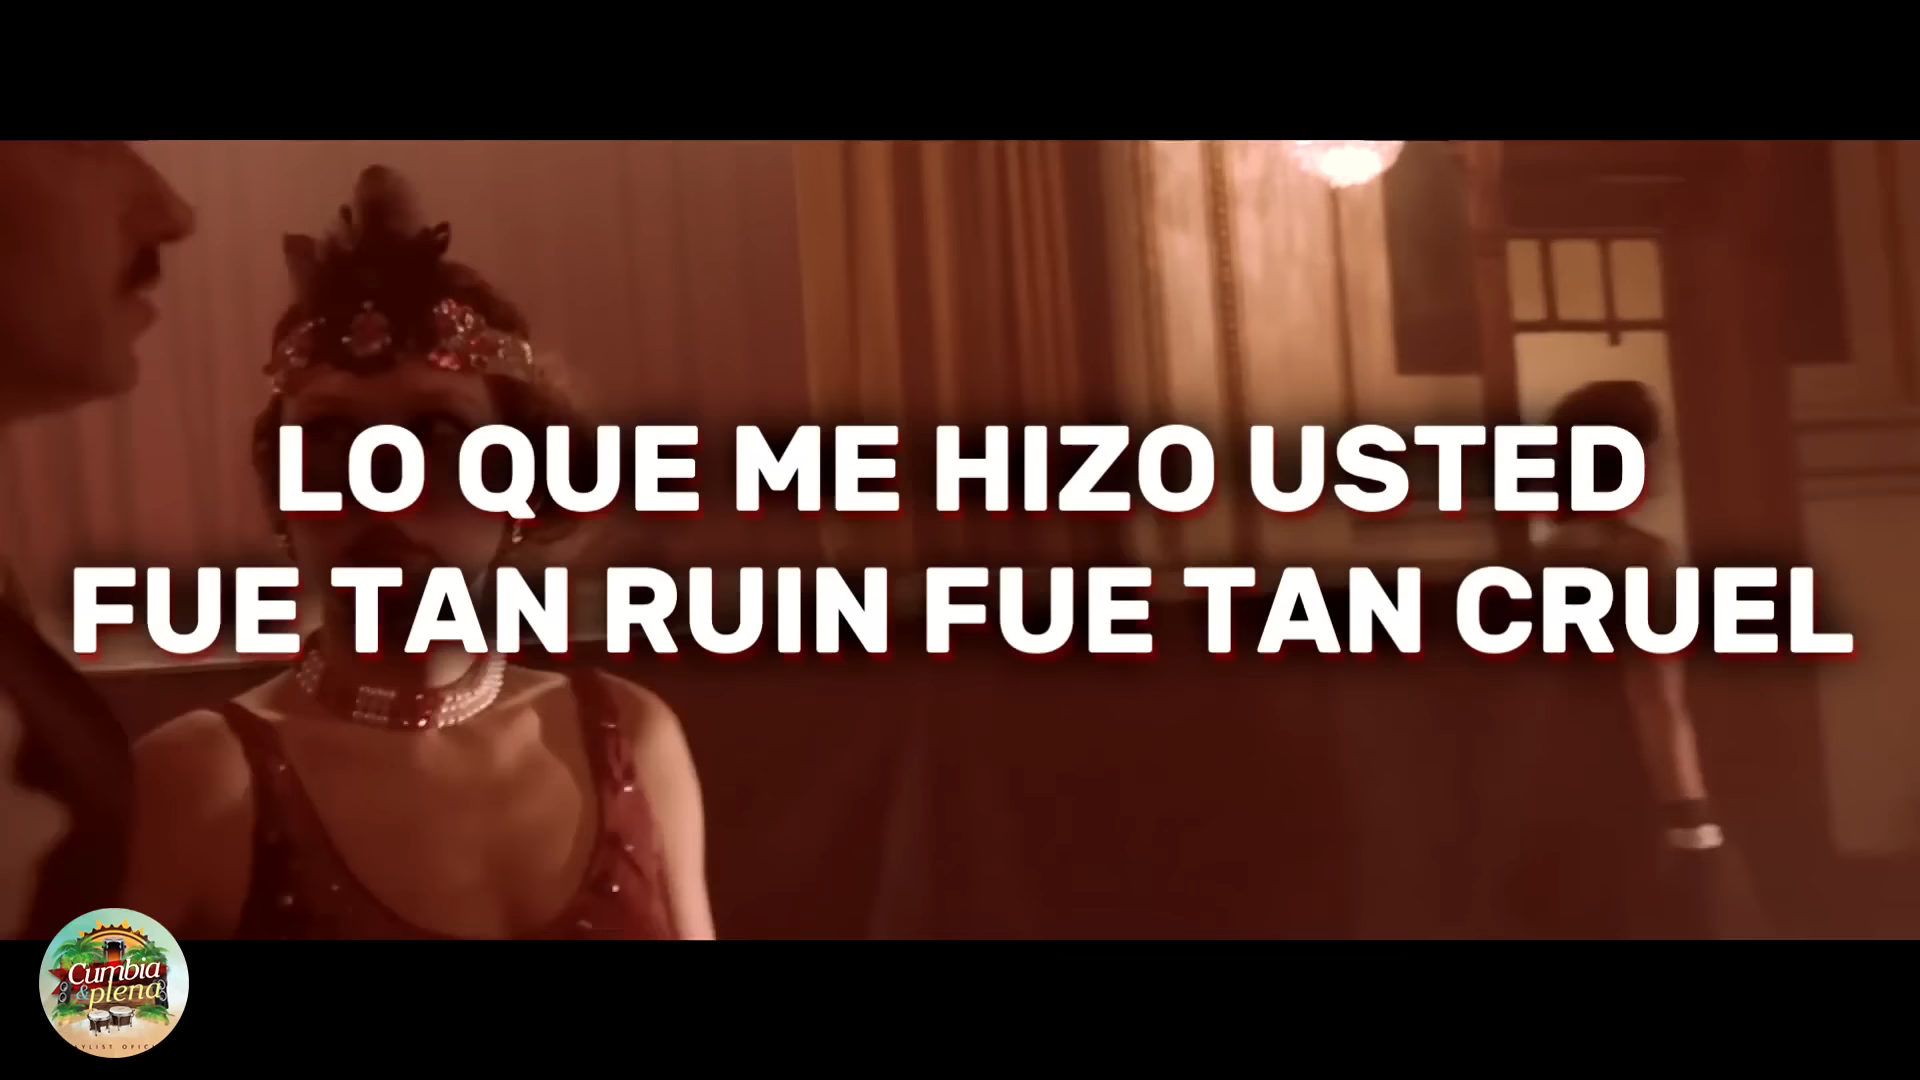 LO QUE ME HIZO USTED
FUE TAN RUIN FUE TAN CRUEL
Cumbia
&plena